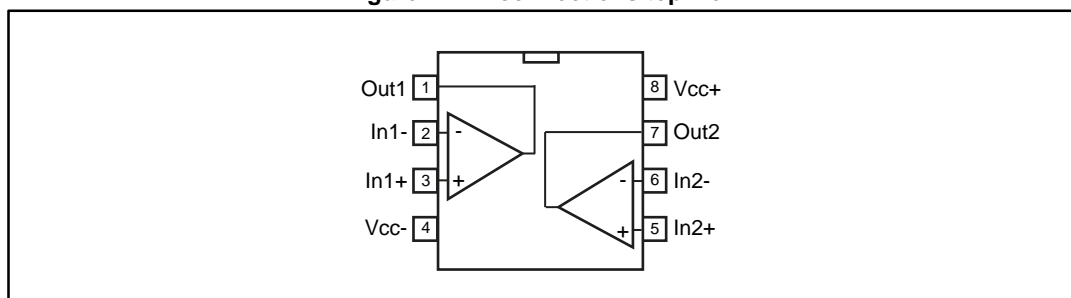 Out1 1
In1- 2 -
In1+ 3 +
Vcc- 4
8 Vcc+
7 Out2
- 6 In2-
+ 5 In2+